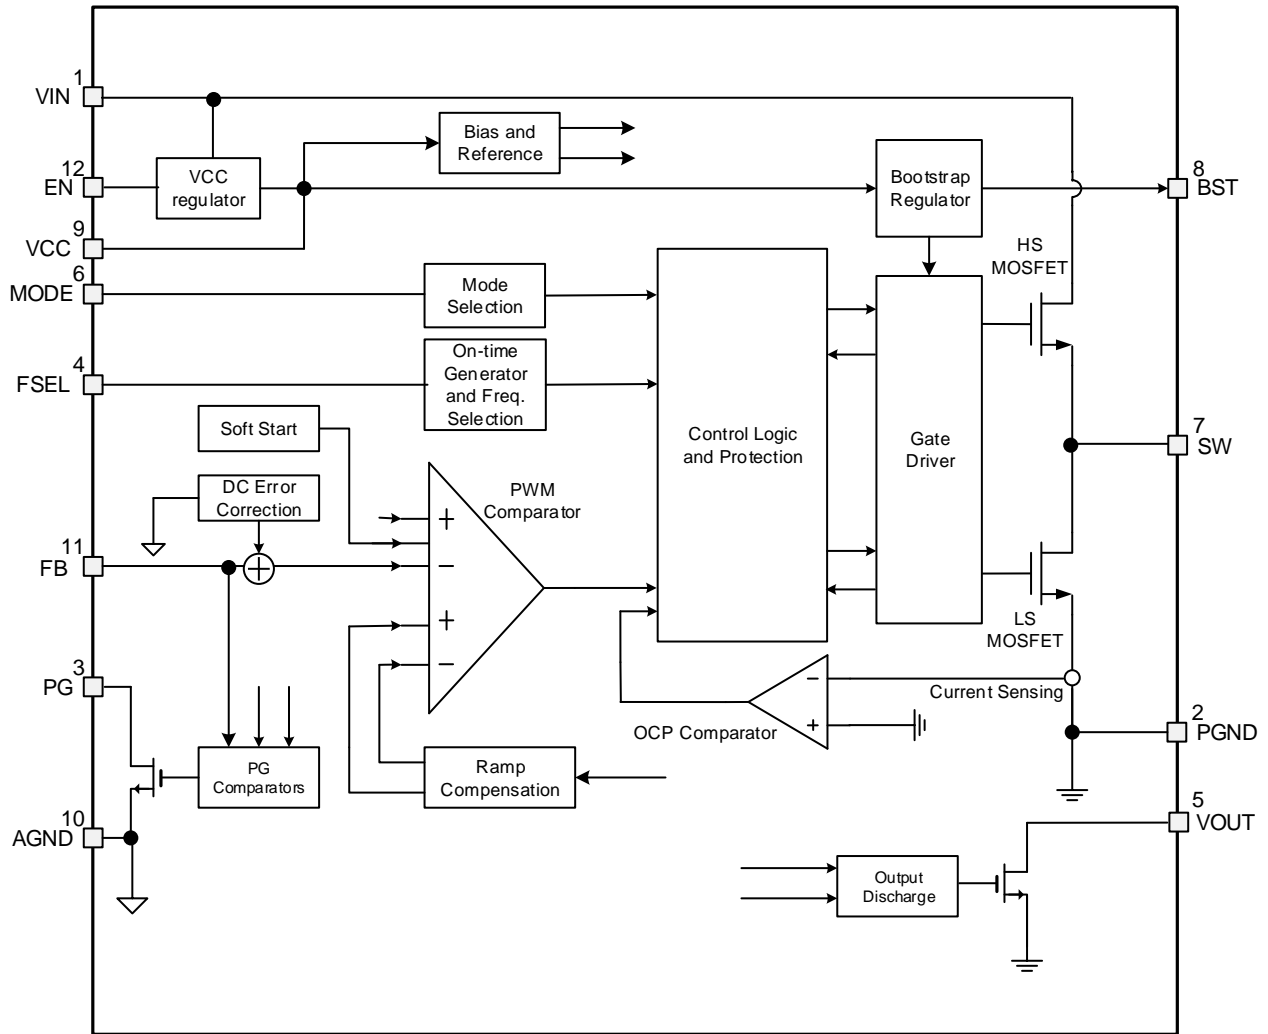 1
VIN
12
EN
9
VCC
6
MODE
4
FSEL
11
FB
3
PG
10
AGND
VCC
regulator
Bias and
Reference
Bootstrap
Regulator
8
BST
HS
MOSFET
Mode
Selection
On-time
Generator
and Freq.
Selection
Soft Start
DC Error
Correction
PWM
Comparator
+
−
+
−
+
Control Logic
and Protection
Gate
Driver
7
SW
LS
MOSFET
Current Sensing
−
+
OCP Comparator
2
PGND
PG
Comparators
Ramp
Compensation
5
VOUT
Output
Discharge